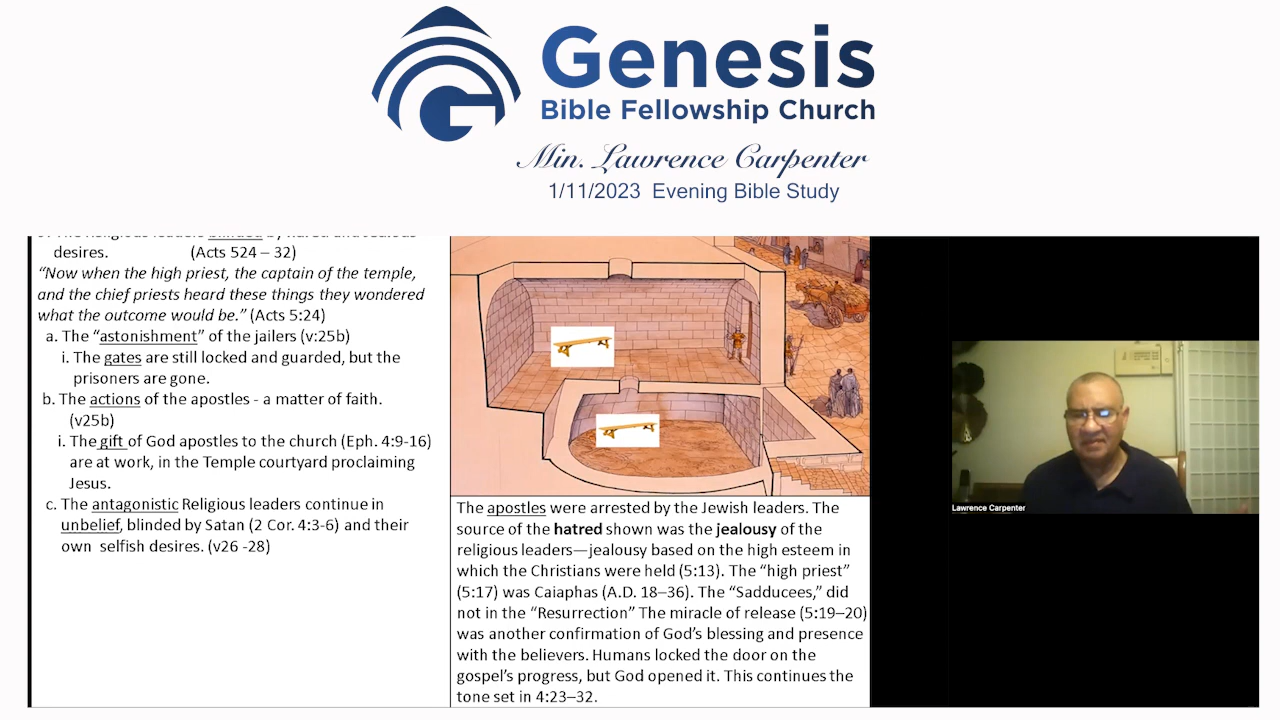 Genesis
Bible Fellowship Church
Min. Lawrence Carpenter
1/11/2023 Evening Bible Study
desires. (Acts 524 – 32)
“Now when the high priest, the captain of the temple,
and the chief priests heard these things they wondered
what the outcome would be.” (Acts 5:24)
a. The “astonishment” of the jailers (v:25b)
i. The gates are still locked and guarded, but the
prisoners are gone.
b. The actions of the apostles - a matter of faith.
(v25b)
i. The gift of God apostles to the church (Eph. 4:9-16)
are at work, in the Temple courtyard proclaiming
Jesus.
c. The antagonistic Religious leaders continue in
unbelief, blinded by Satan (2 Cor. 4:3-6) and their
own selfish desires. (v26 -28)
The apostles were arrested by the Jewish leaders. The
source of the hatred shown was the jealousy of the
religious leaders—jealousy based on the high esteem in
which the Christians were held (5:13). The “high priest”
(5:17) was Caiaphas (A.D. 18–36). The “Sadducees,” did
not in the “Resurrection” The miracle of release (5:19–20)
was another confirmation of God’s blessing and presence
with the believers. Humans locked the door on the
gospel’s progress, but God opened it. This continues the
tone set in 4:23–32.
Lawrence Carpenter